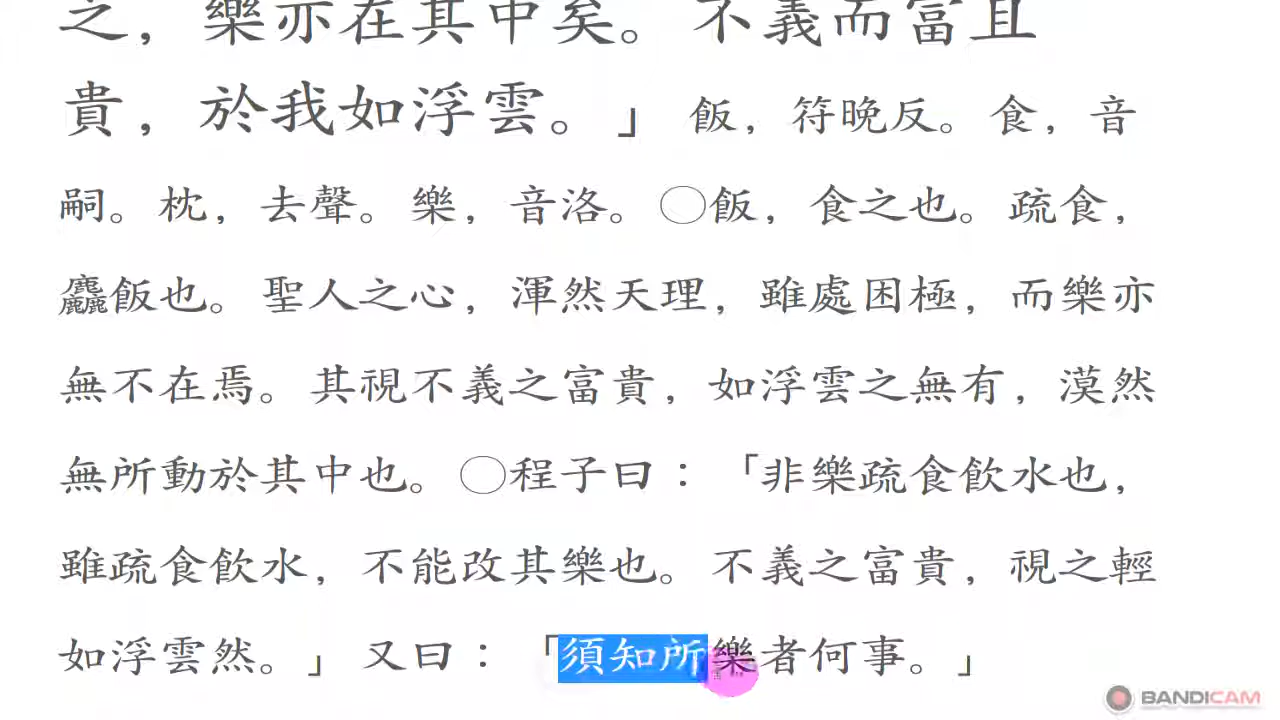 之，樂亦在其中矣。不義而富且
貴，於我如浮雲。」 飯，符晚反。食，音
嗣。枕，去聲。樂，音洛。◯飯，食之也。疏食，
麤飯也。聖人之心，渾然天理，雖處困極，而樂亦
無不在焉。其視不義之富貴，如浮雲之無有，漠然
無所動於其中也。◯程子曰：「非樂疏食飲水也，
雖疏食飲水，不能改其樂也。不義之富貴，視之輕
如浮雲然。」又曰：「須知所樂者何事。」
BANDICAM